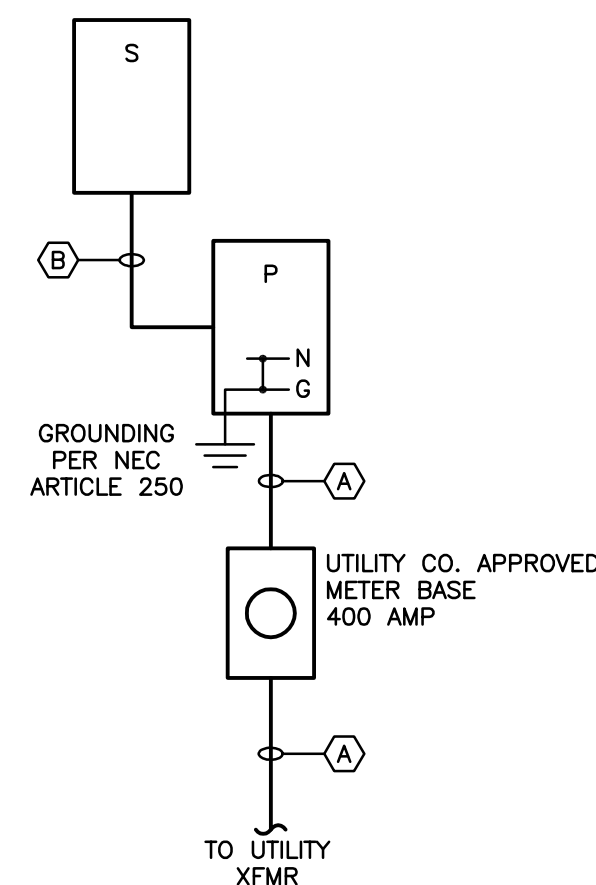 S
B
P
N
G
GROUNDING
PER NEC
ARTICLE 250
A
UTILITY CO. APPROVED
METER BASE
400 AMP
A
TO UTILITY
XFMR